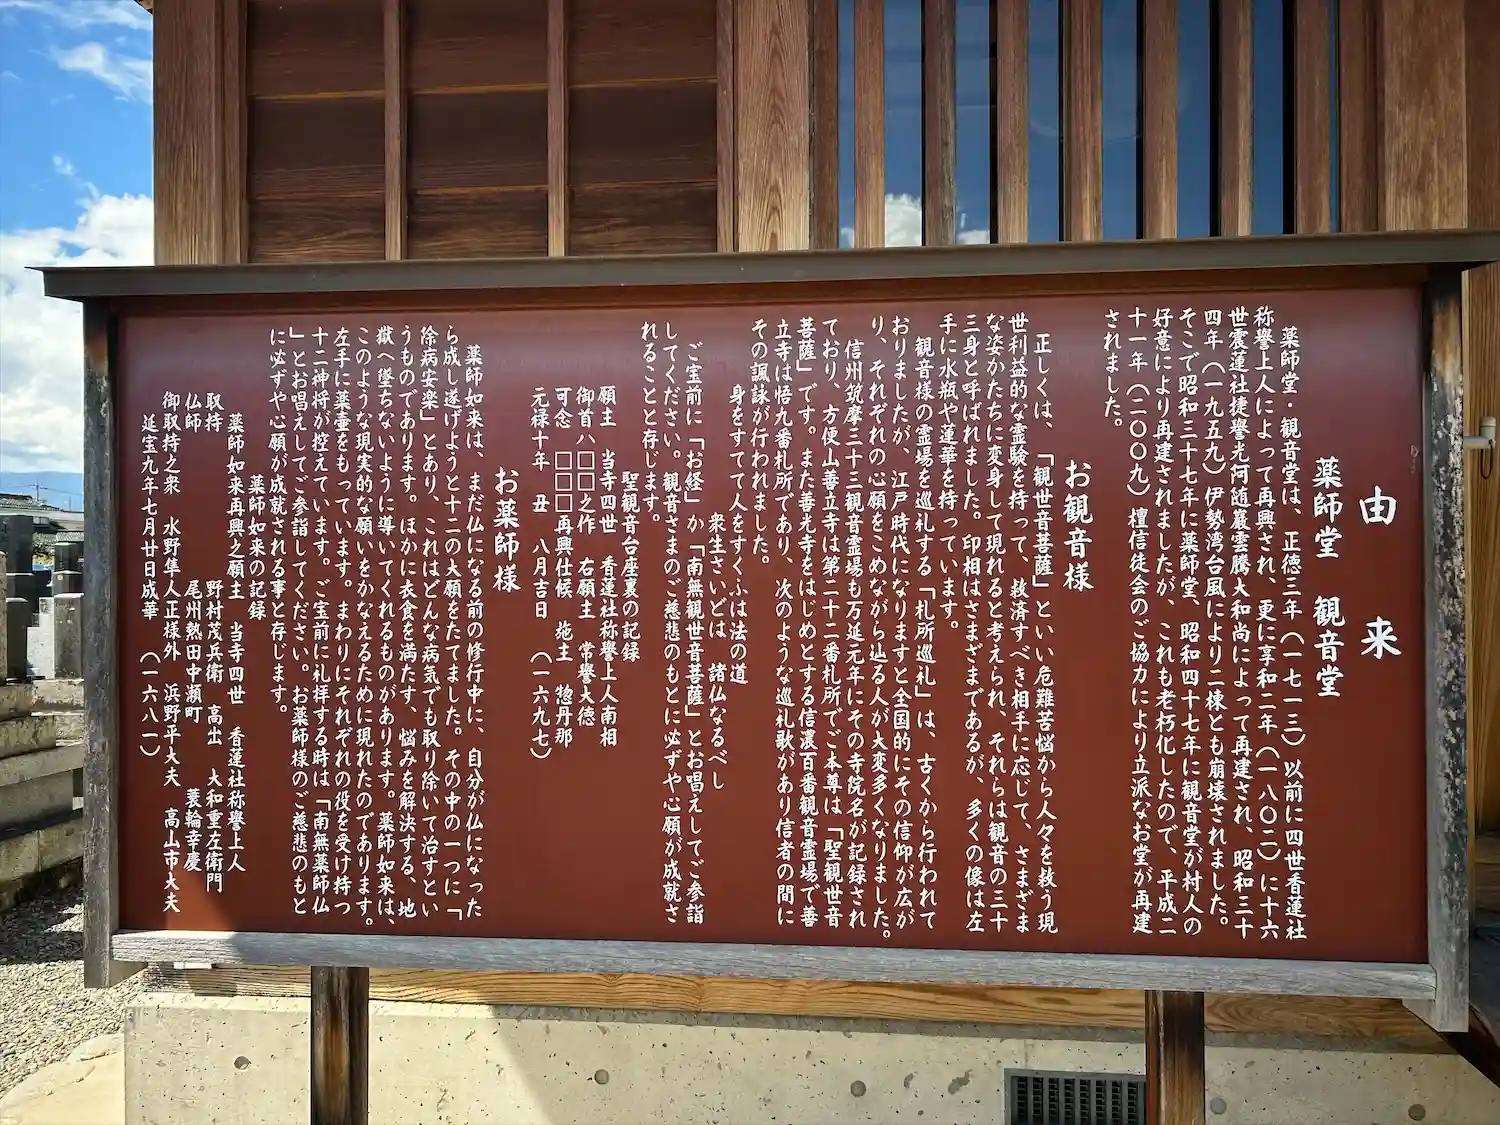 由来
薬師堂 観音堂
薬師堂・観音堂は、正徳三年（一七一三）以前に四世香蓮社
称譽上人によって再興され、更に享和二年（一八〇二）に十六
世震蓮社捷譽光阿随巖雲騰大和尚によって再建され、昭和三十
四年（一九五九）伊勢湾台風により二棟とも崩壊されました。
そこで昭和三十七年に薬師堂、昭和四十七年に観音堂が村人の
好意により再建されましたが、これも老朽化したので、平成二
十一年（二〇〇九）檀信徒会のご協力により立派なお堂が再建
されました。
お観音様
正しくは、「観世音菩薩」といい危難苦悩から人々を救う現
世利益的な霊験を持って、救済すべき相手に応じて、さまざま
な姿かたちに変身して現れると考えられ、それらは観音の三十
三身と呼ばれました。印相はさまざまであるが、多くの像は左
手に水瓶や蓮華を持っています。
観音様の霊場を巡礼する「札所巡礼」は、古くから行われて
おりましたが、江戸時代になりますと全国的にその信仰が広が
り、それぞれの心願をこめながら辿る人が大変多くなりました。
信州筑摩三十三観音霊場も万延元年にその寺院名が記録され
ており、方便山善立寺は第二十二番札所でご本尊は「聖観世音
菩薩」です。また善光寺をはじめとする信濃百番観音霊場で善
立寺は悟九番札所であり、次のような巡礼歌があり信者の間に
その諷詠が行われました。
身をすて人をすくふは法の道
衆生さいどは 諸仏なるべし
ご宝前に「お経」か「南無観世音菩薩」とお唱えしてご参詣
してください。観音さまのご慈悲のもとに必ずや心願が成就さ
れることと存じます。
聖観音台座裏の記録
願主 当寺四世 香蓮社称譽上人南相
御首八□□之作 右願主 常譽大徳
可念 □□□再興仕候 施主 惣丹那
元禄十年 丑 八月吉日 （一六九七）
お薬師様
薬師如来は、まだ仏になる前の修行中に、自分が仏になった
ら成し遂げようと十二の大願をたてました。その中の一つに「
除病安楽」とあり、これはどんな病気でも取り除いて治すとい
うものであります。ほかに衣食を満たす、悩みを解決する、地
獄へ墜ちないように導いてくれるものがあります。薬師如来は、
このような現実的な願いをかなえるために現れたのであります。
左手に薬壷をもっています。まわりにそれぞれの役を受け持つ
十二神将が控えています。ご宝前に礼拝する時は「南無薬師仏
」とお唱えしてご参詣してください。お薬師様のご慈悲のもと
に必ずや心願が成就される事と存じます。
薬師如来の記録
薬師如来再興之願主 当寺四世 香蓮社称譽上人
取持 野村茂兵衛 高出 大和重左衛門
仏師 尾州熱田中瀬町 蓑輪幸慶
御取持之衆 水野隼人正様外 浜野平大夫 高山市大夫
延宝九年七月廿日成華 （一六八一）